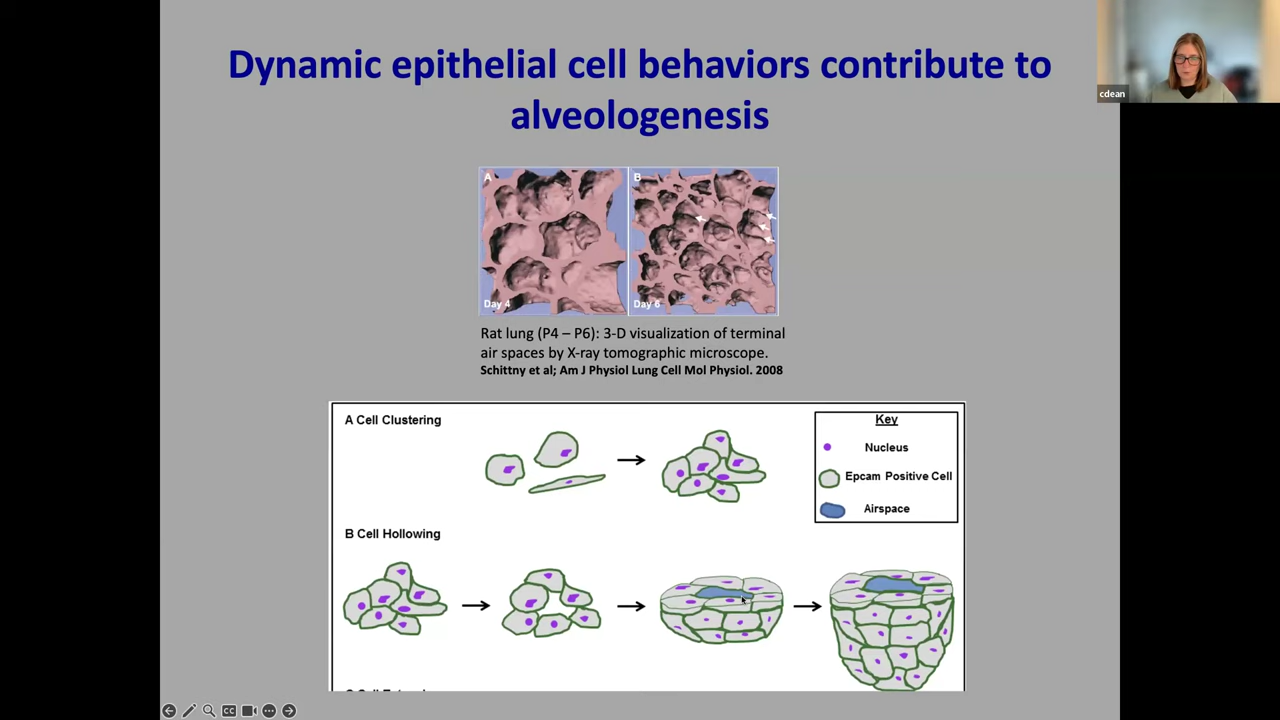 Dynamic epithelial cell behaviors contribute to
alveologenesis
cdean
A
B
Day 4
Day 6
Rat lung (P4 – P6): 3-D visualization of terminal
air spaces by X-ray tomographic microscope.
Schittny et al; Am J Physiol Lung Cell Mol Physiol. 2008
A Cell Clustering
Key
Nucleus
Epcam Positive Cell
Airspace
B Cell Hollowing
CC